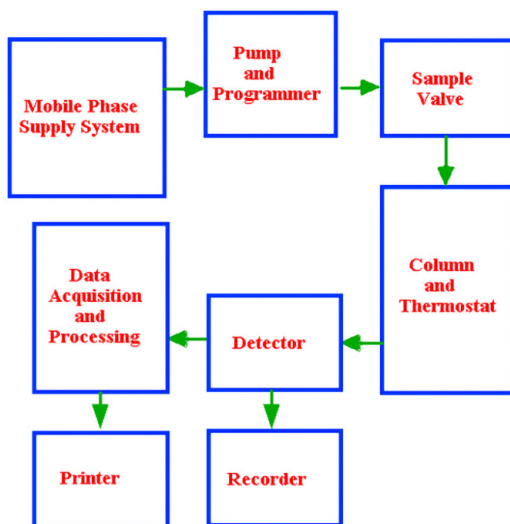 Mobile Phase
Supply System
Pump
and
Programmer
Sample
Valve
Column
and
Thermostat
Detector
Data
Acquisition
and
Processing
Printer
Recorder